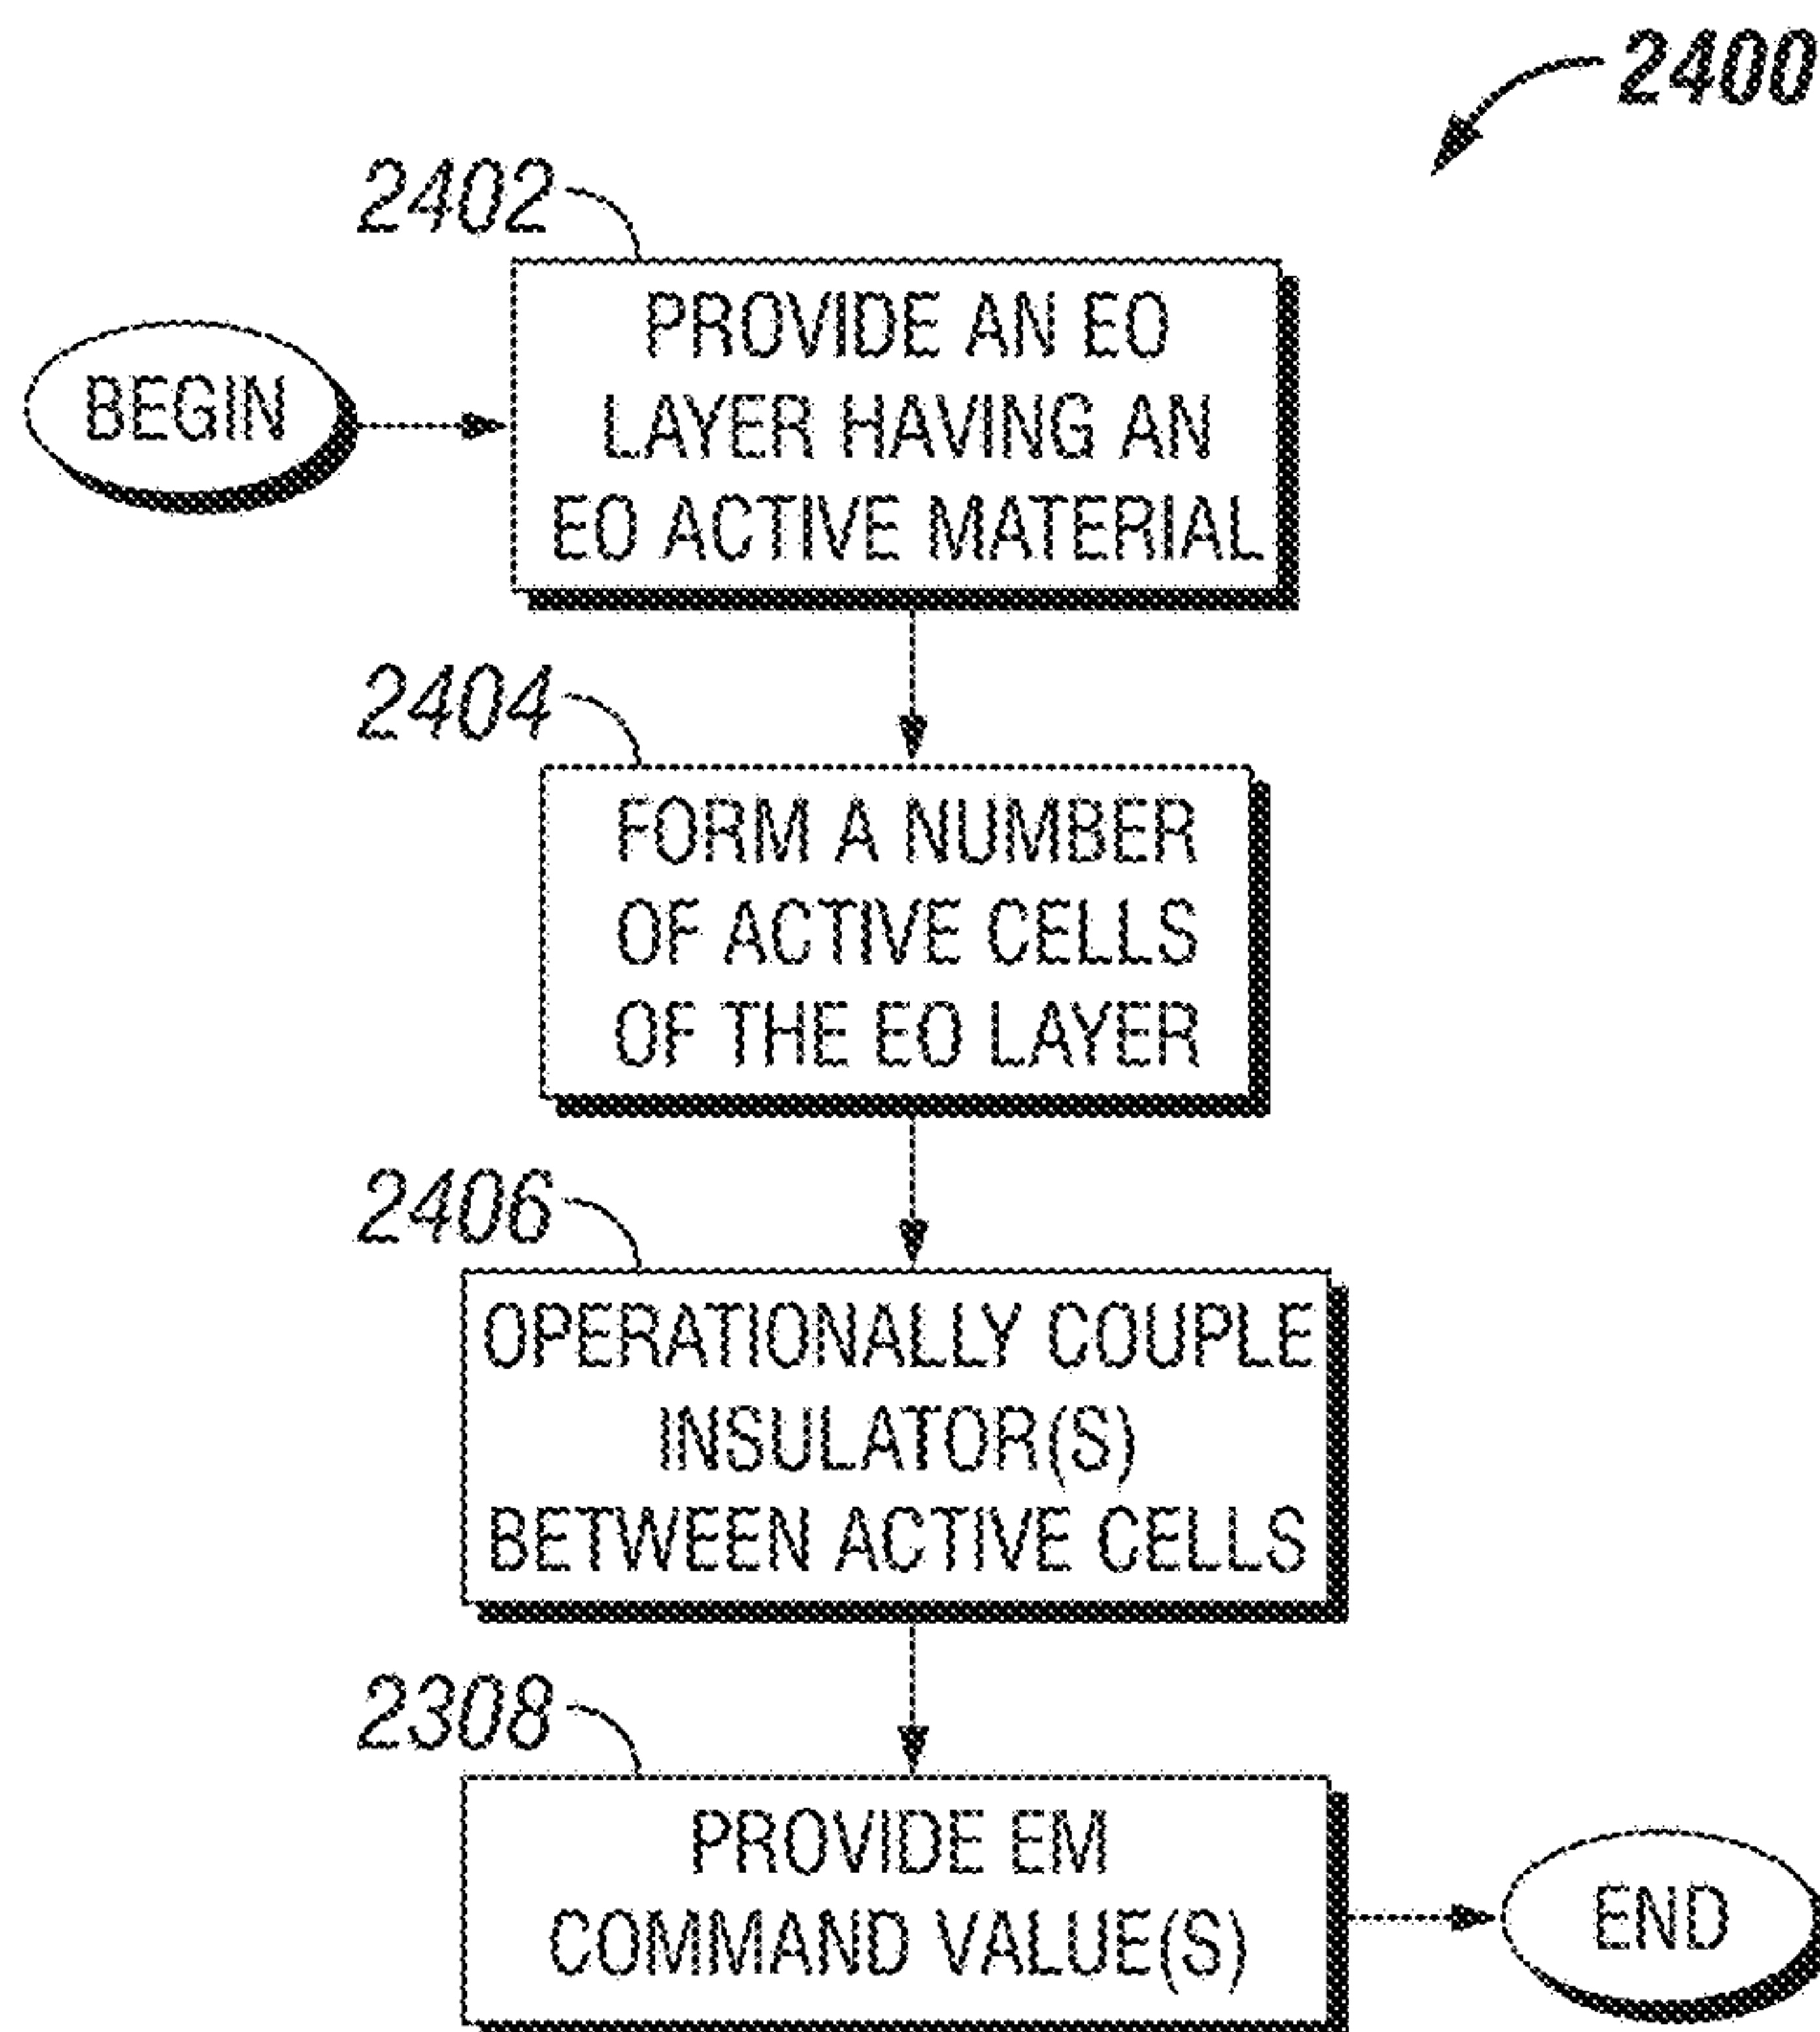 2400
2402
BEGIN
PROVIDE AN EO
LAYER HAVING AN
EO ACTIVE MATERIAL
2404
FORM A NUMBER
OF ACTIVE CELLS
OF THE EO LAYER
2406
OPERATIONALLY COUPLE
INSULATOR(S)
BETWEEN ACTIVE CELLS
2308
PROVIDE EM
COMMAND VALUE(S)
END